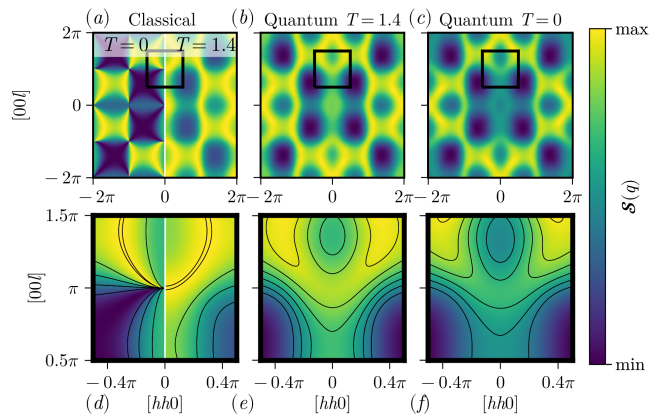 (a) Classical (b) Quantum T = 1.4 (c) Quantum T = 0
2π T = 0 T = 1.4 max
[00l] 0
−2π
−2π 0 2π−2π 0 2π−2π 0 2π
𝓢(q)
1.5π
[00l] π
0.5π min
−0.4π 0 0.4π −0.4π 0 0.4π −0.4π 0 0.4π
(d) [hh0] (e) [hh0] (f) [hh0]